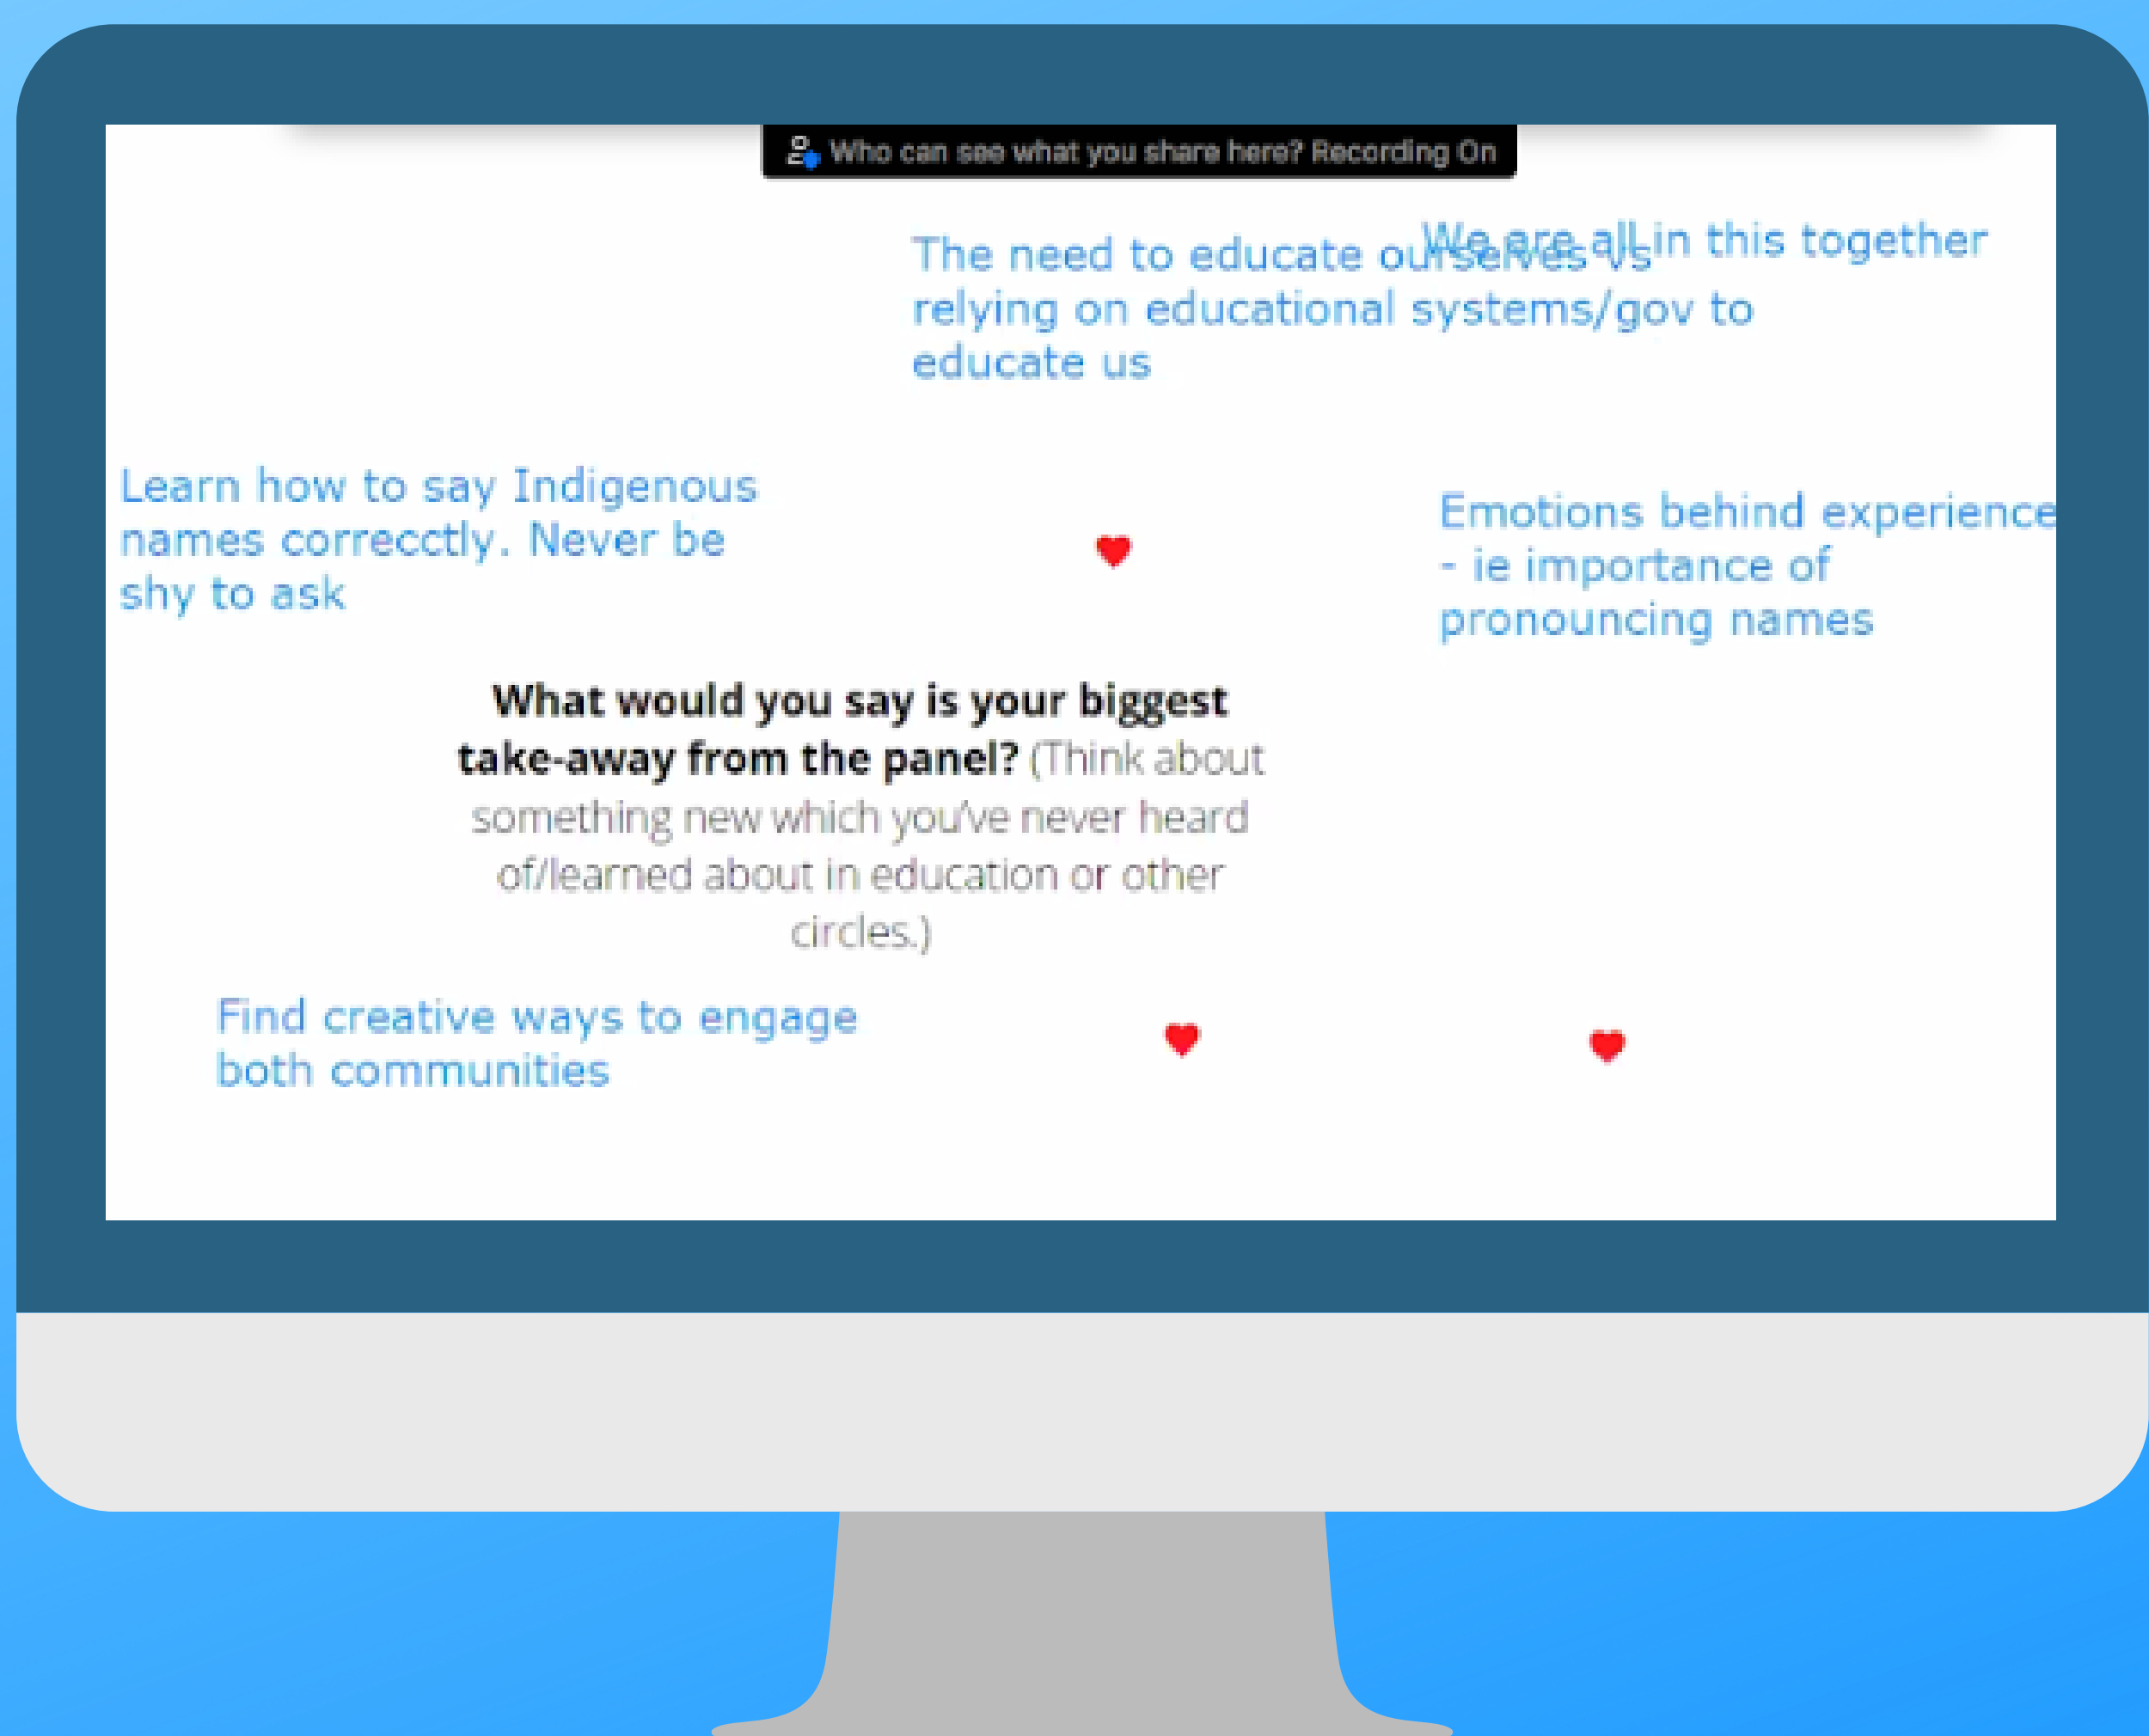 Who can see what you share here? Recording On
We are all in this together
The need to educate ourselves vs
relying on educational systems/gov to
educate us
Learn how to say Indigenous
names correcctly. Never be
shy to ask
Emotions behind experience
- ie importance of
pronouncing names
What would you say is your biggest
take-away from the panel? (Think about
something new which you've never heard
of/learned about in education or other
circles.)
Find creative ways to engage
both communities